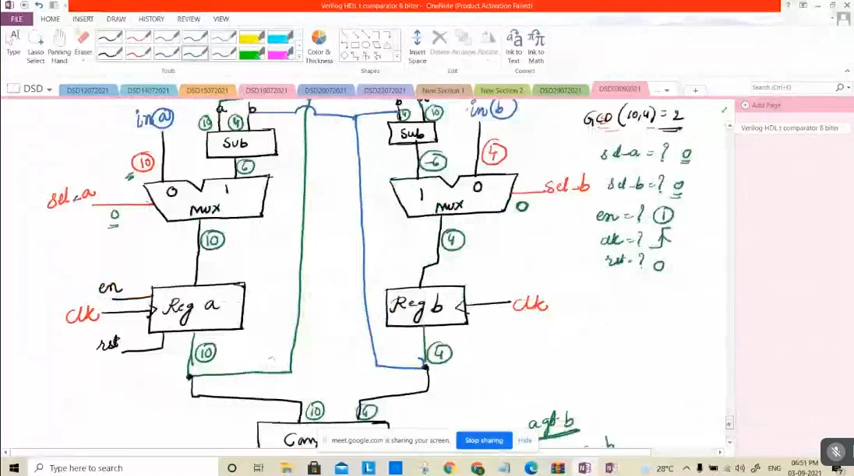 Verilog HDL t comparator 8 biter - OneNote (Product Activation Failed)
FILE HOME INSERT DRAW HISTORY REVIEW VIEW
Type
Lasso Select
Panning Hand
Eraser
Color & Thickness
Insert Space
Delete
Arrange
Rotate
Ink to Text
Ink to Math
Tools
Shapes
Edit
Convert
DSD
DSD12072021 DSD14072021 DSD15072021 DSD19072021 DSD20072021 DSD22072021 New Section 1 New Section 2 DSD29072021 DSD03092021
Search (Ctrl+E)
Add Page
Verilog HDL t comparator 8 biter
a b
in(a)
10 4
Sub
6
10
0 1
mux
sel-a
0
10
en
clk
rst
Reg a
10
4 10
Sub
in(b)
-6
4
1 0
mux
sel-b
0
4
Reg b
clk
4
10 4
Com
GCD (10,4) = 2
sel-a = ? 0
sel-b = ? 0
en = ? 1
clk = ?
rst = ? 0
agt-b
b
meet.google.com is sharing your screen.
Stop sharing
Hide
Type here to search
28°C
ENG
06:51 PM
03-09-2021